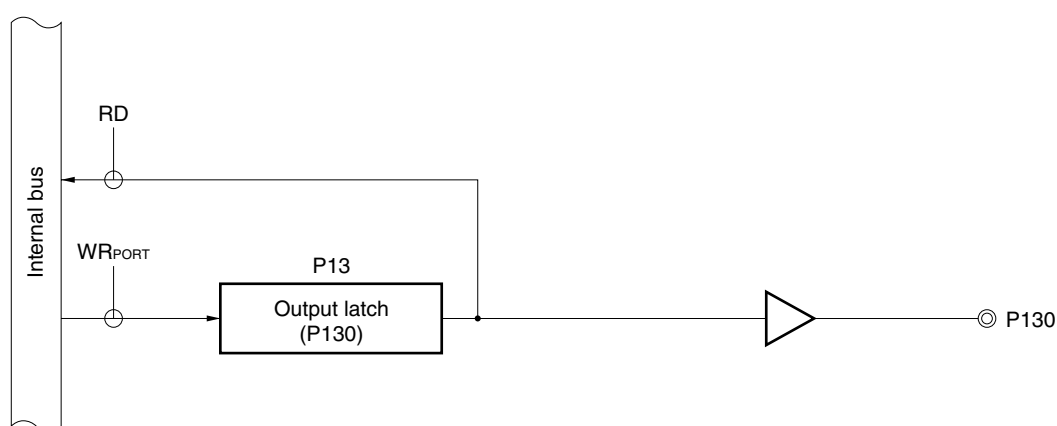 RD
Internal bus
WRPORT
P13
Output latch
(P130)
P130